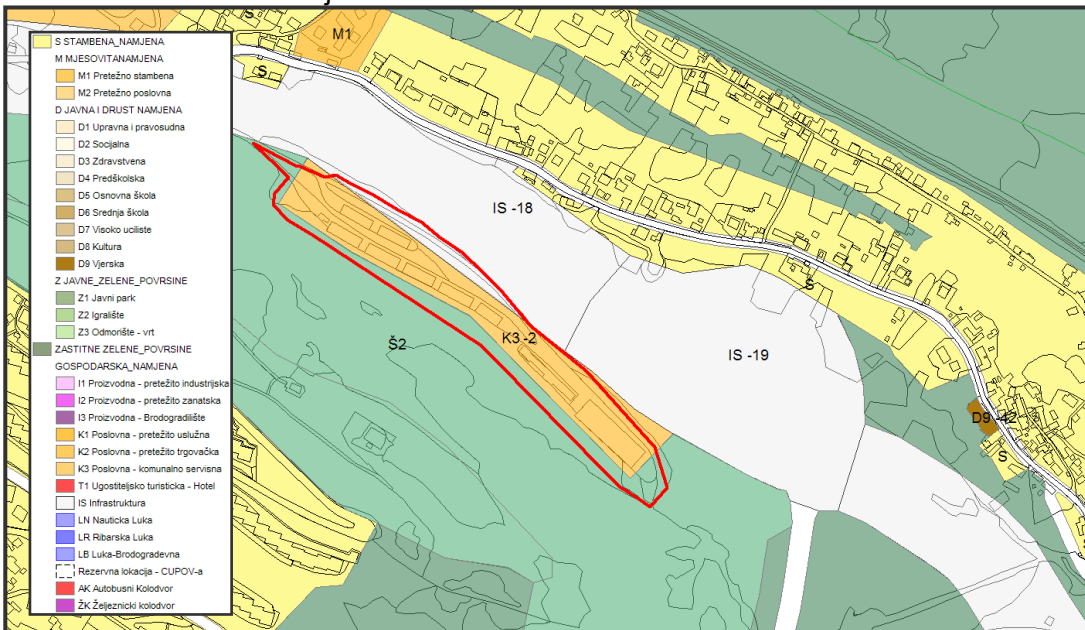 S STAMBENA_NAMJENA
M MJESOVITANAMJENA
M1 Pretežno stambena
M2 Pretežno poslovna
D JAVNA I DRUST NAMJENA
D1 Upravna i pravosudna
D2 Socijalna
D3 Zdravstvena
D4 Predškolska
D5 Osnovna škola
D6 Srednja škola
D7 Visoko uciliste
D8 Kultura
D9 Vjerska
Z JAVNE_ZELENE_POVRSINE
Z1 Javni park
Z2 Igralište
Z3 Odmorište - vrt
ZASTITNE ZELENE_POVRSINE
GOSPODARSKA_NAMJENA
I1 Proizvodna - pretežito industrijska
I2 Proizvodna - pretežito zanatska
I3 Proizvodna - Brodogradilište
K1 Poslovna - pretežito uslužna
K2 Poslovna - pretežito trgovačka
K3 Poslovna - komunalno servisna
T1 Ugostiteljsko turisticka - Hotel
IS Infrastruktura
LN Nauticka Luka
LR Ribarska Luka
LB Luka-Brodogradevna
Rezervna lokacija - CUPOV-a
AK Autobusni Kolodvor
ŽK Željeznicki kolodvor
S
M1
S
IS -18
S
K3 -2
Š2
IS -19
D9 -42
S
S